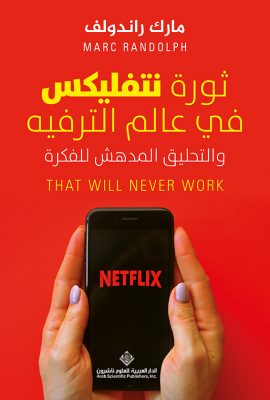 مارك راندولف
MARC RANDOLPH
ثورة نتفليكس
في عالم الترفيه
والتحليق المدهش للفكرة
THAT WILL NEVER WORK
NETFLIX
الدار العربية للعلوم ناشرون
Arab Scientific Publishers, Inc.